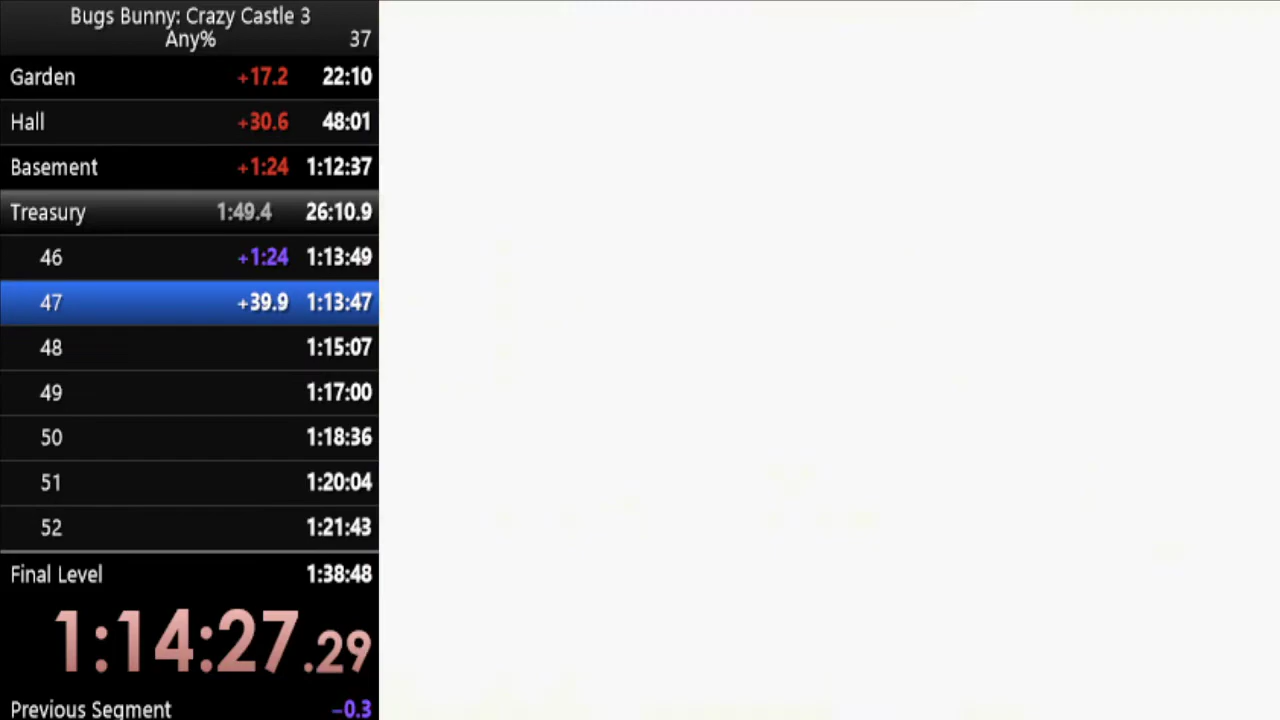 Bugs Bunny: Crazy Castle 3
Any% 37
Garden +17.2 22:10
Hall +30.6 48:01
Basement +1:24 1:12:37
Treasury 1:49.4 26:10.9
46 +1:24 1:13:49
47 +39.9 1:13:47
48 1:15:07
49 1:17:00
50 1:18:36
51 1:20:04
52 1:21:43
Final Level 1:38:48
1:14:27.29
Previous Segment −0.3